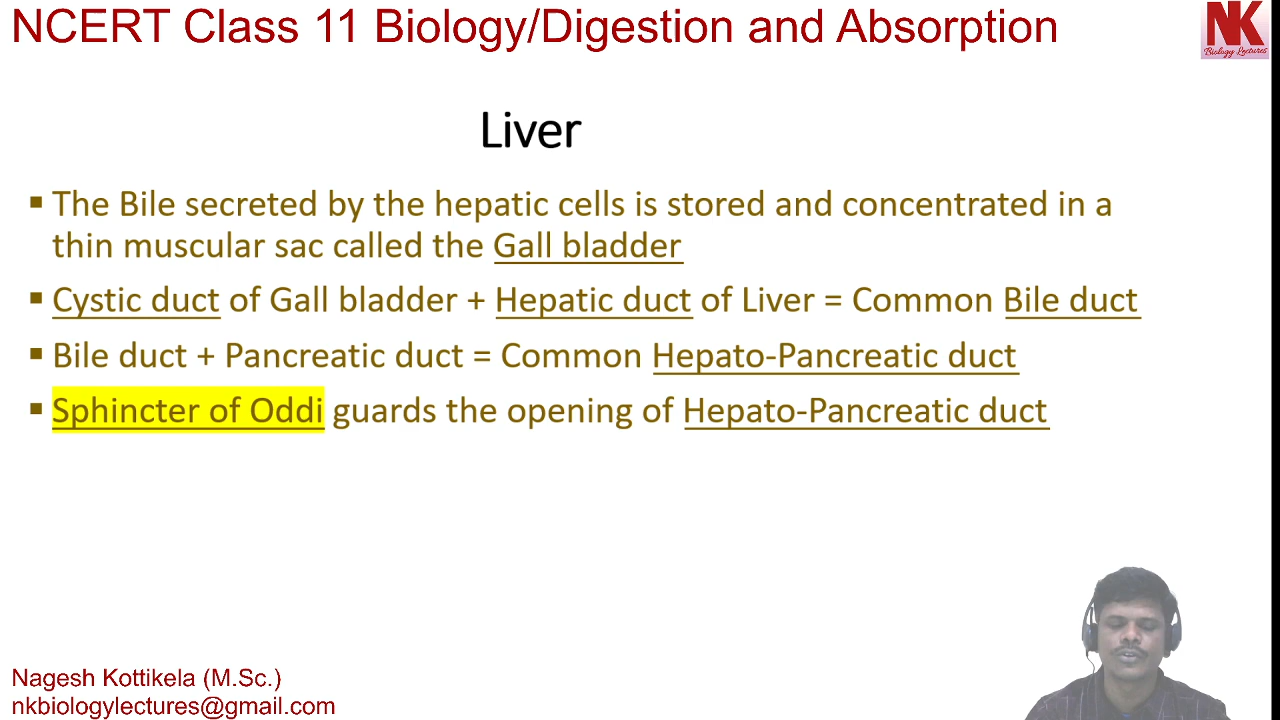 NCERT Class 11 Biology/Digestion and Absorption
NK
Biology Lectures
Liver
▪ The Bile secreted by the hepatic cells is stored and concentrated in a
thin muscular sac called the Gall bladder
▪ Cystic duct of Gall bladder + Hepatic duct of Liver = Common Bile duct
▪ Bile duct + Pancreatic duct = Common Hepato-Pancreatic duct
▪ Sphincter of Oddi guards the opening of Hepato-Pancreatic duct
Nagesh Kottikela (M.Sc.)
nkbiologylectures@gmail.com